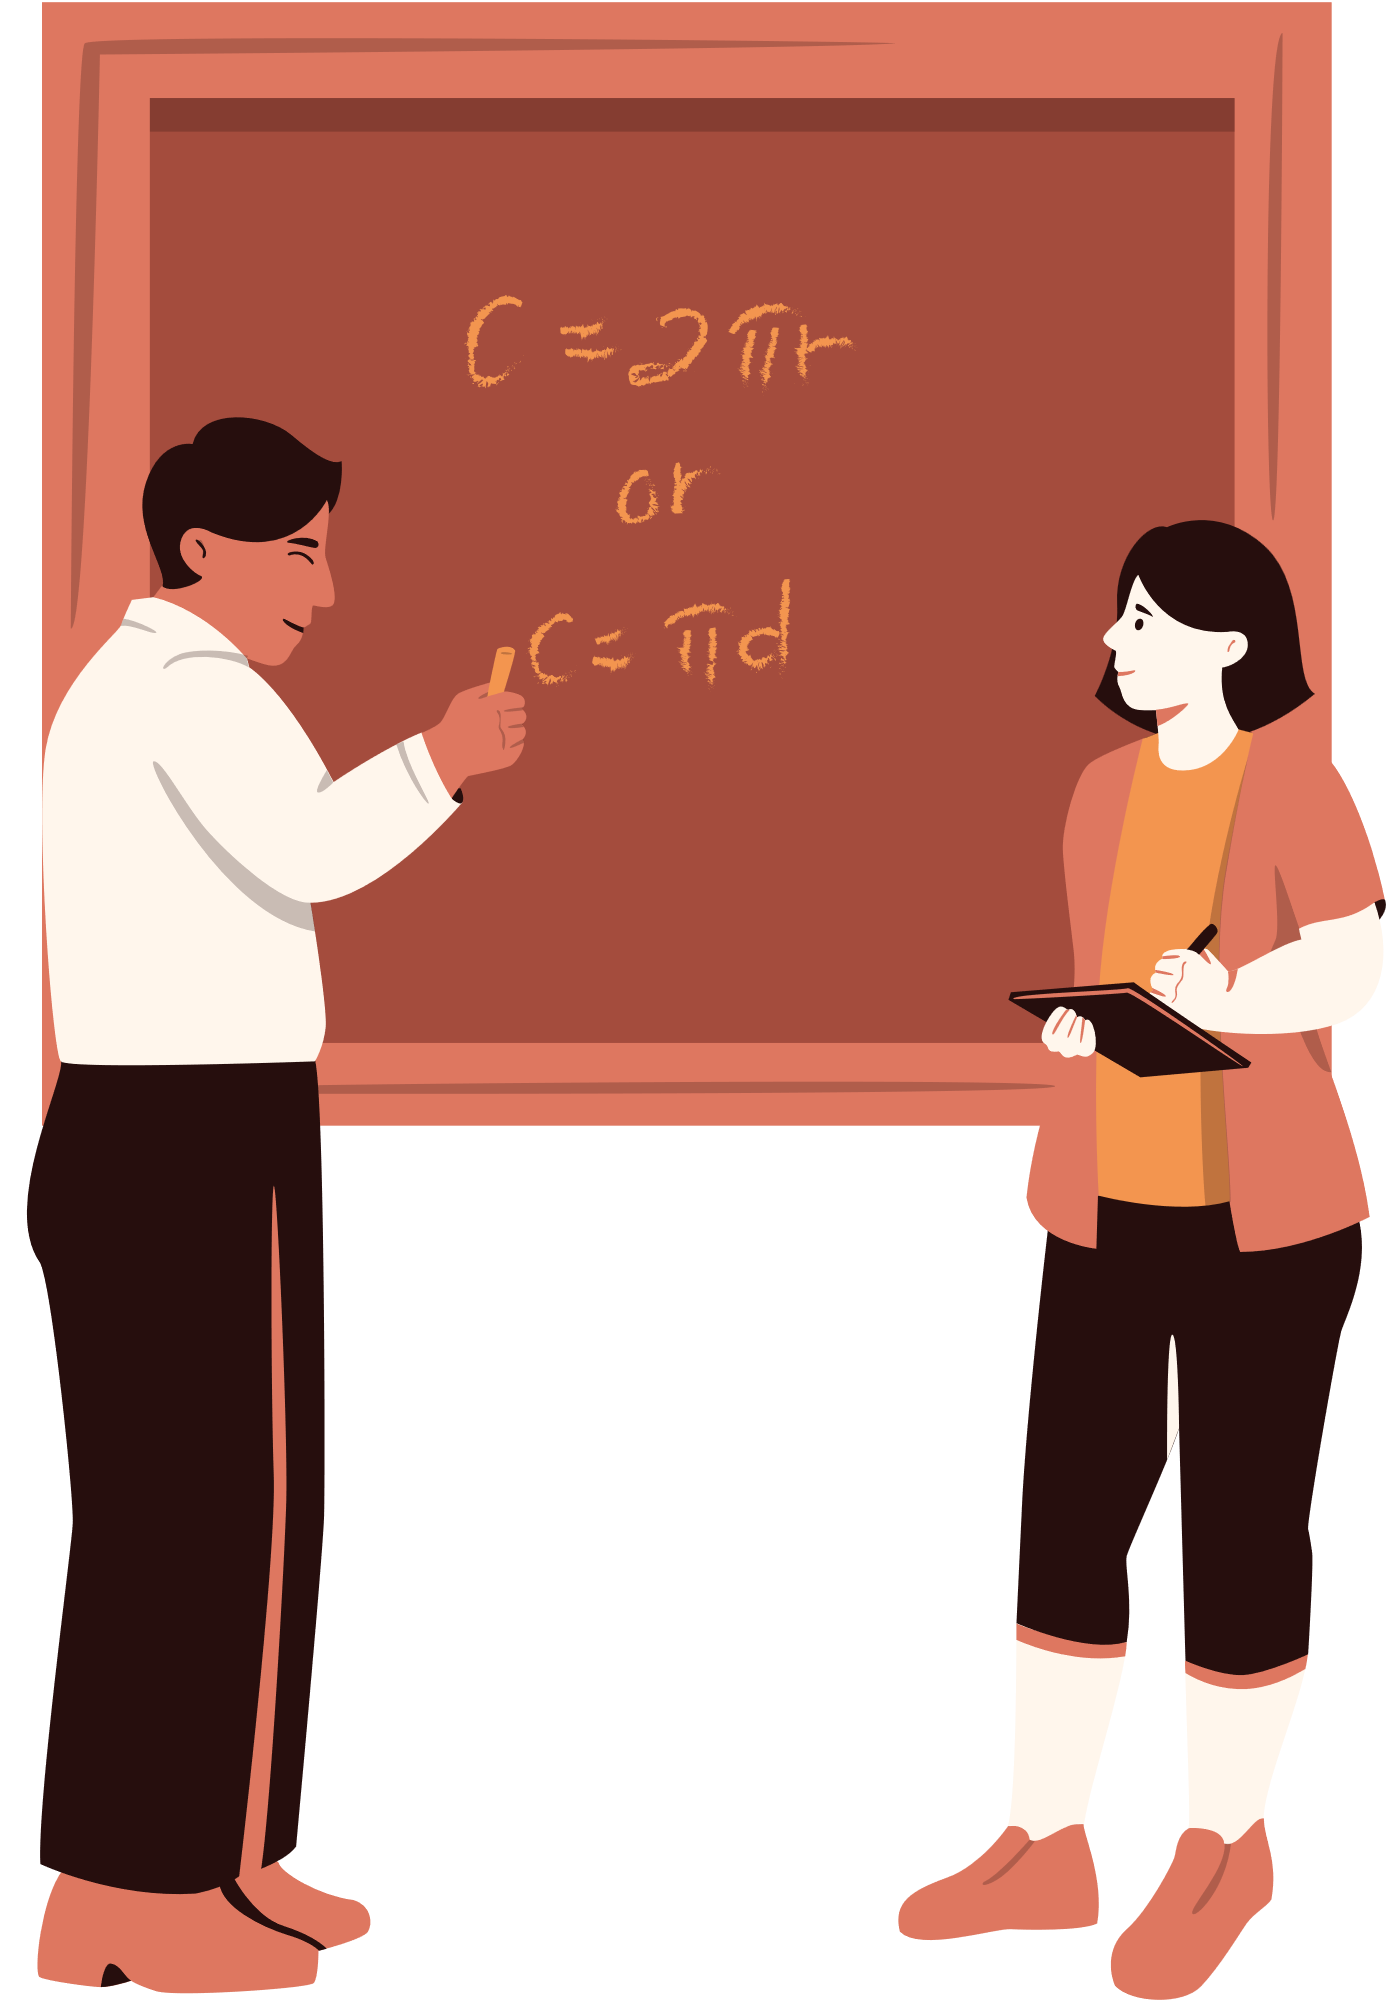 C = 2πr
or
C = πd